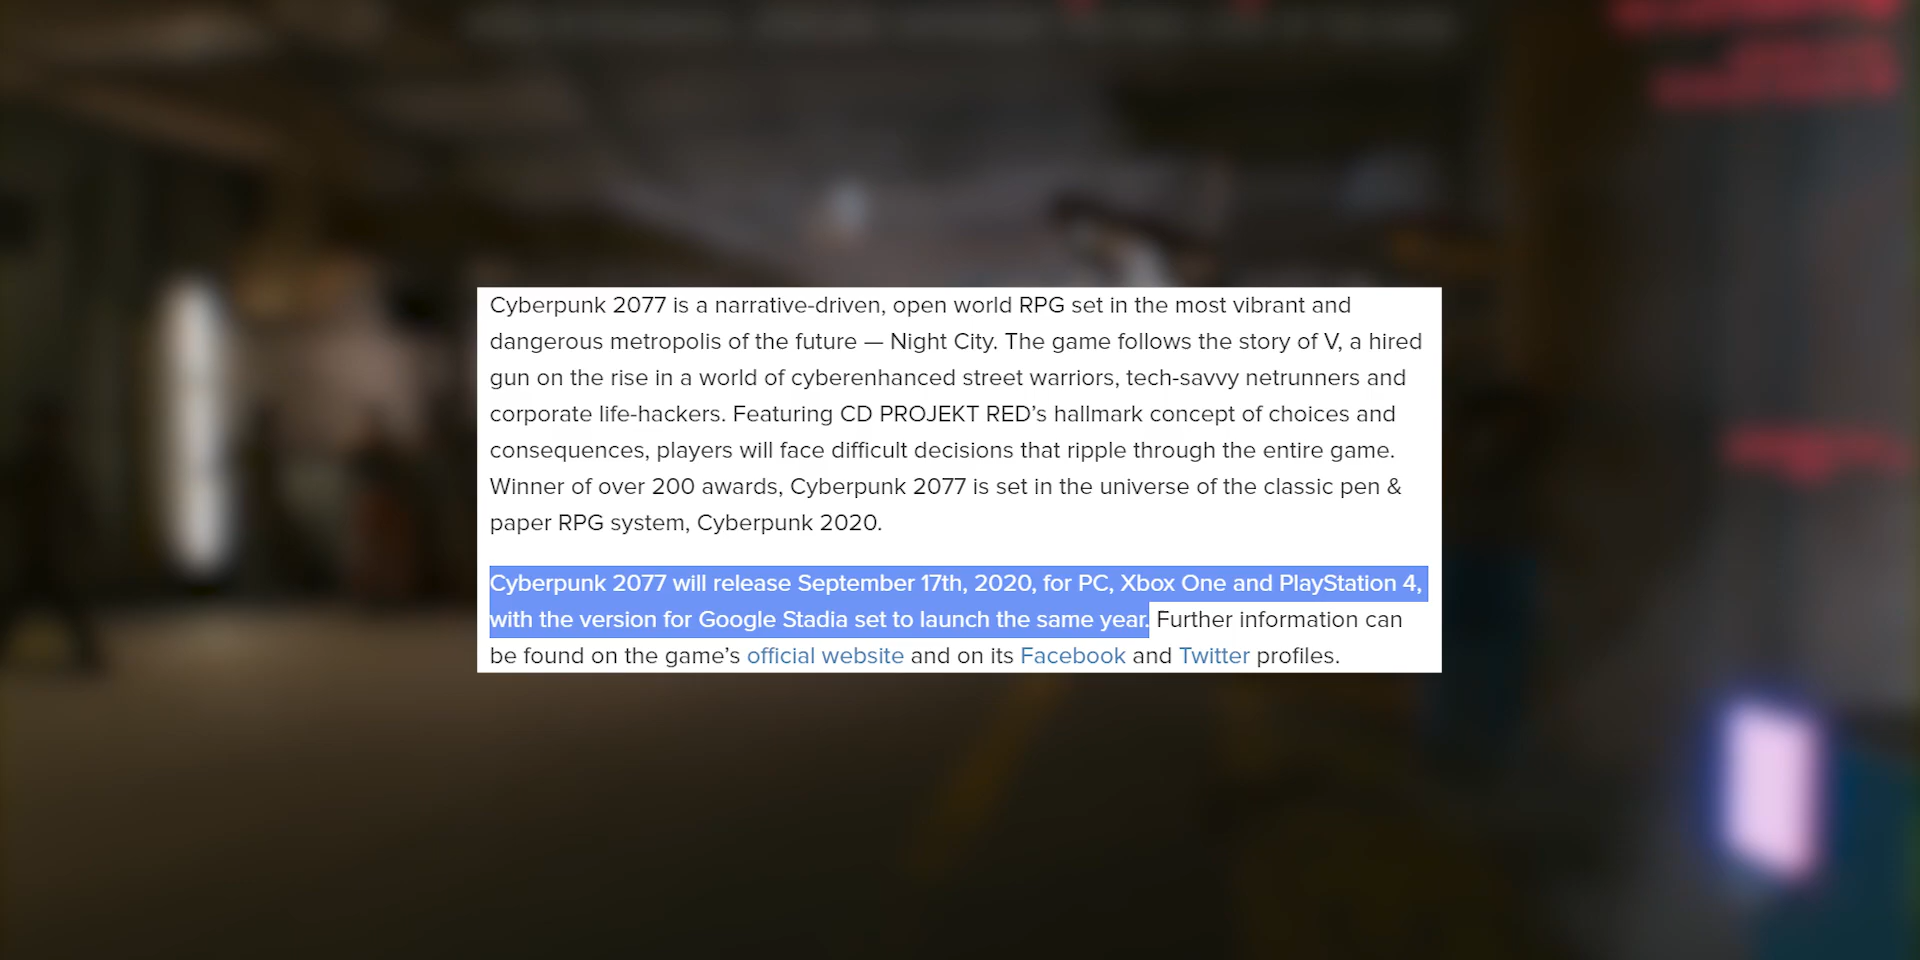 Cyberpunk 2077 is a narrative-driven, open world RPG set in the most vibrant and
dangerous metropolis of the future — Night City. The game follows the story of V, a hired
gun on the rise in a world of cyberenhanced street warriors, tech-savvy netrunners and
corporate life-hackers. Featuring CD PROJEKT RED’s hallmark concept of choices and
consequences, players will face difficult decisions that ripple through the entire game.
Winner of over 200 awards, Cyberpunk 2077 is set in the universe of the classic pen &
paper RPG system, Cyberpunk 2020.
Cyberpunk 2077 will release September 17th, 2020, for PC, Xbox One and PlayStation 4,
with the version for Google Stadia set to launch the same year. Further information can
be found on the game’s official website and on its Facebook and Twitter profiles.